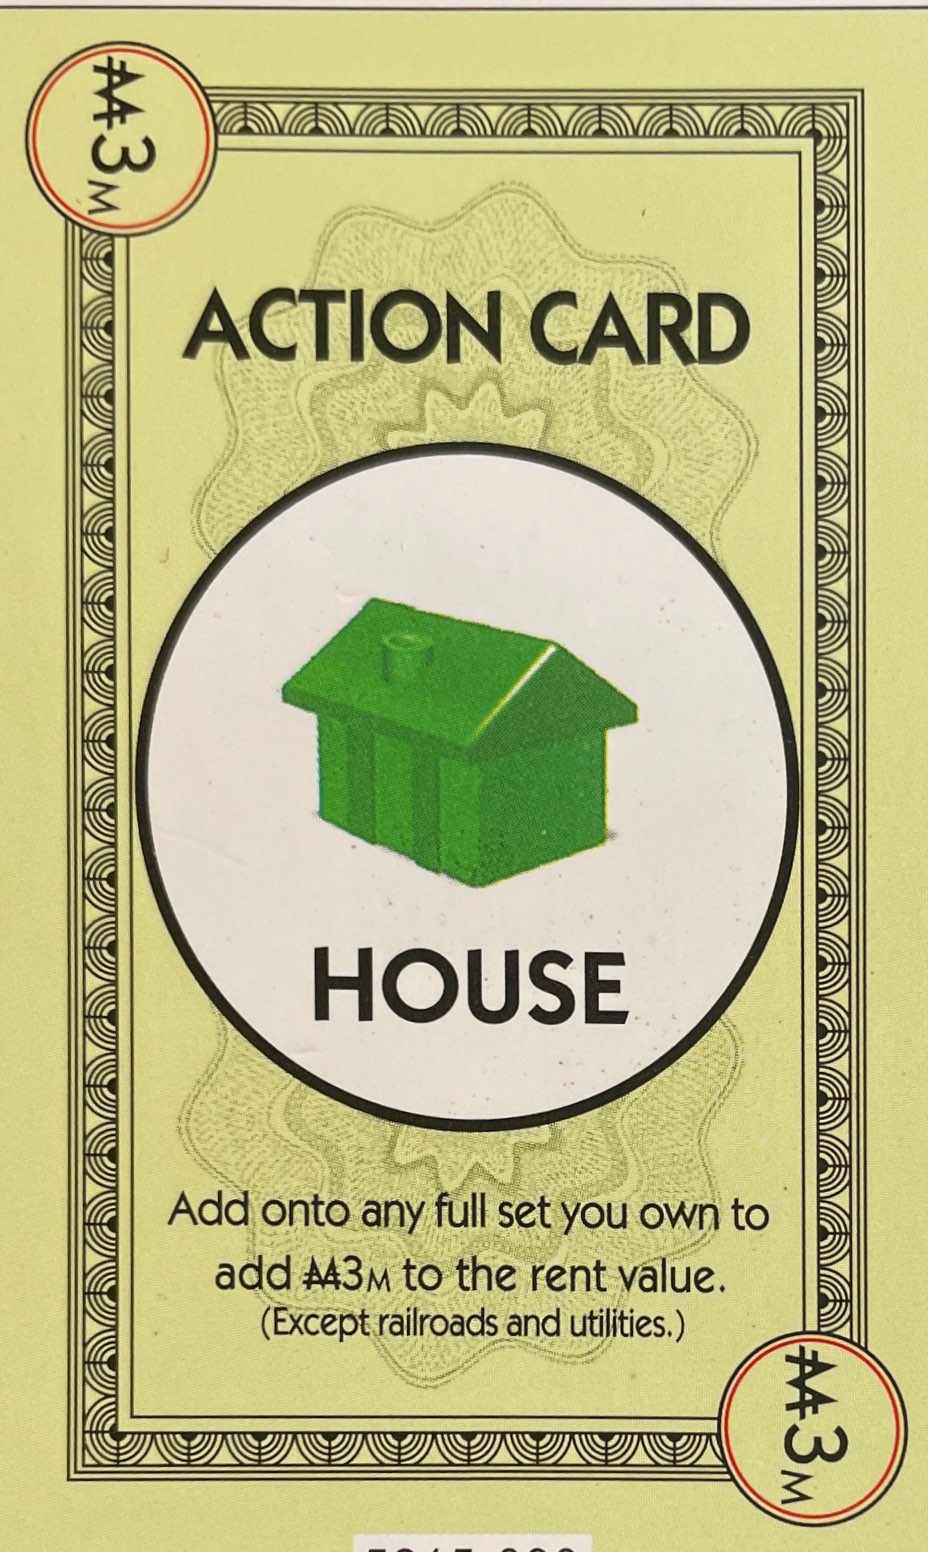 ₩3M
ACTION CARD
HOUSE
Add onto any full set you own to
add ₩3M to the rent value.
(Except railroads and utilities.)
₩3M